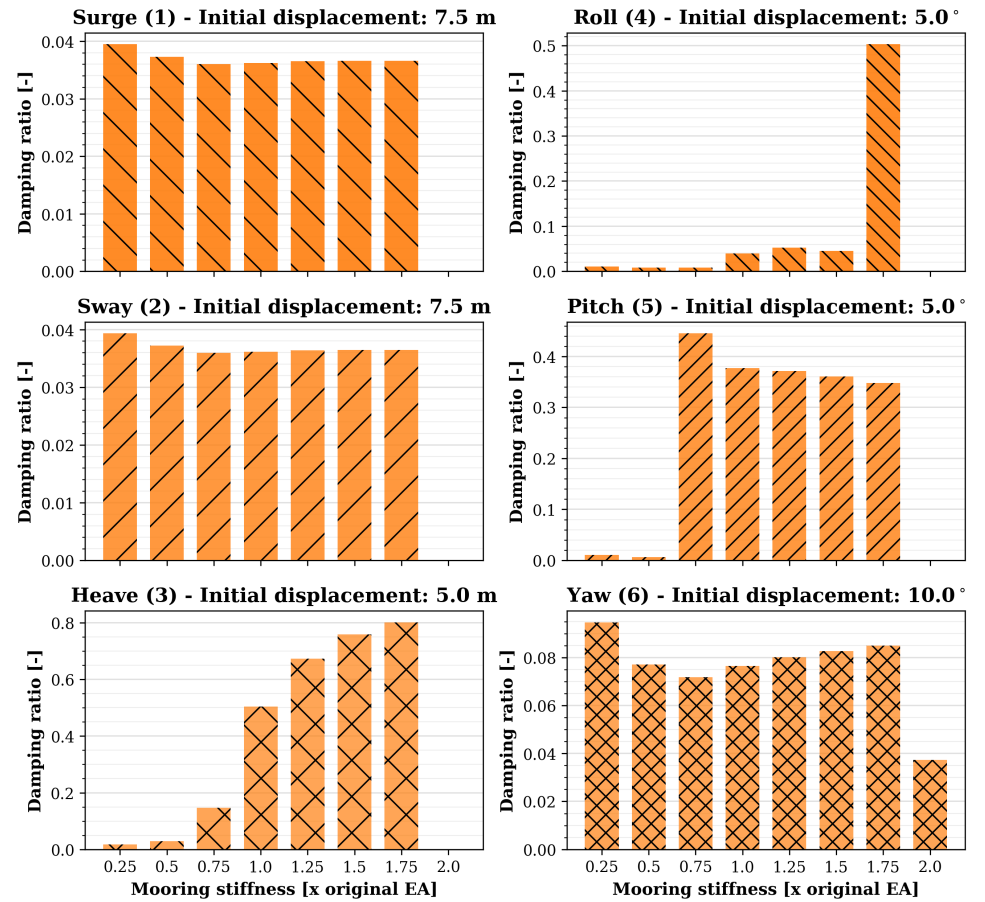 Surge (1) - Initial displacement: 7.5 m
Damping ratio [-]
0.04
0.03
0.02
0.01
0.00
Roll (4) - Initial displacement: 5.0°
Damping ratio [-]
0.5
0.4
0.3
0.2
0.1
0.0
Sway (2) - Initial displacement: 7.5 m
Damping ratio [-]
0.04
0.03
0.02
0.01
0.00
Pitch (5) - Initial displacement: 5.0°
Damping ratio [-]
0.4
0.3
0.2
0.1
0.0
Heave (3) - Initial displacement: 5.0 m
Damping ratio [-]
0.8
0.6
0.4
0.2
0.0
0.25 0.5 0.75 1.0 1.25 1.5 1.75 2.0
Mooring stiffness [x original EA]
Yaw (6) - Initial displacement: 10.0°
Damping ratio [-]
0.08
0.06
0.04
0.02
0.00
0.25 0.5 0.75 1.0 1.25 1.5 1.75 2.0
Mooring stiffness [x original EA]